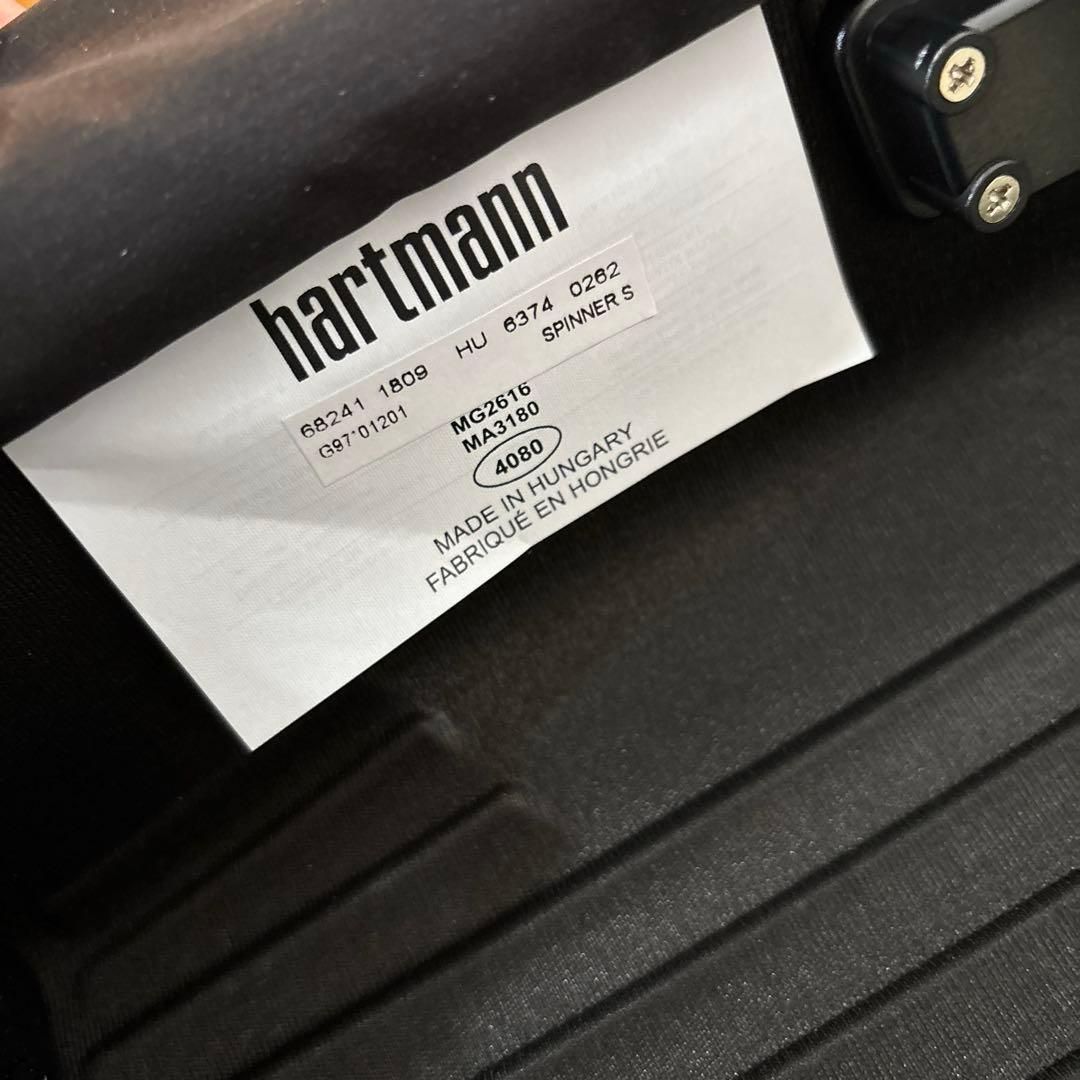 hartmann
68241 1809 HU 6374 0262
G97*01201 SPINNER S
MG2616
MA3180
4080
MADE IN HUNGARY
FABRIQUÉ EN HONGRIE